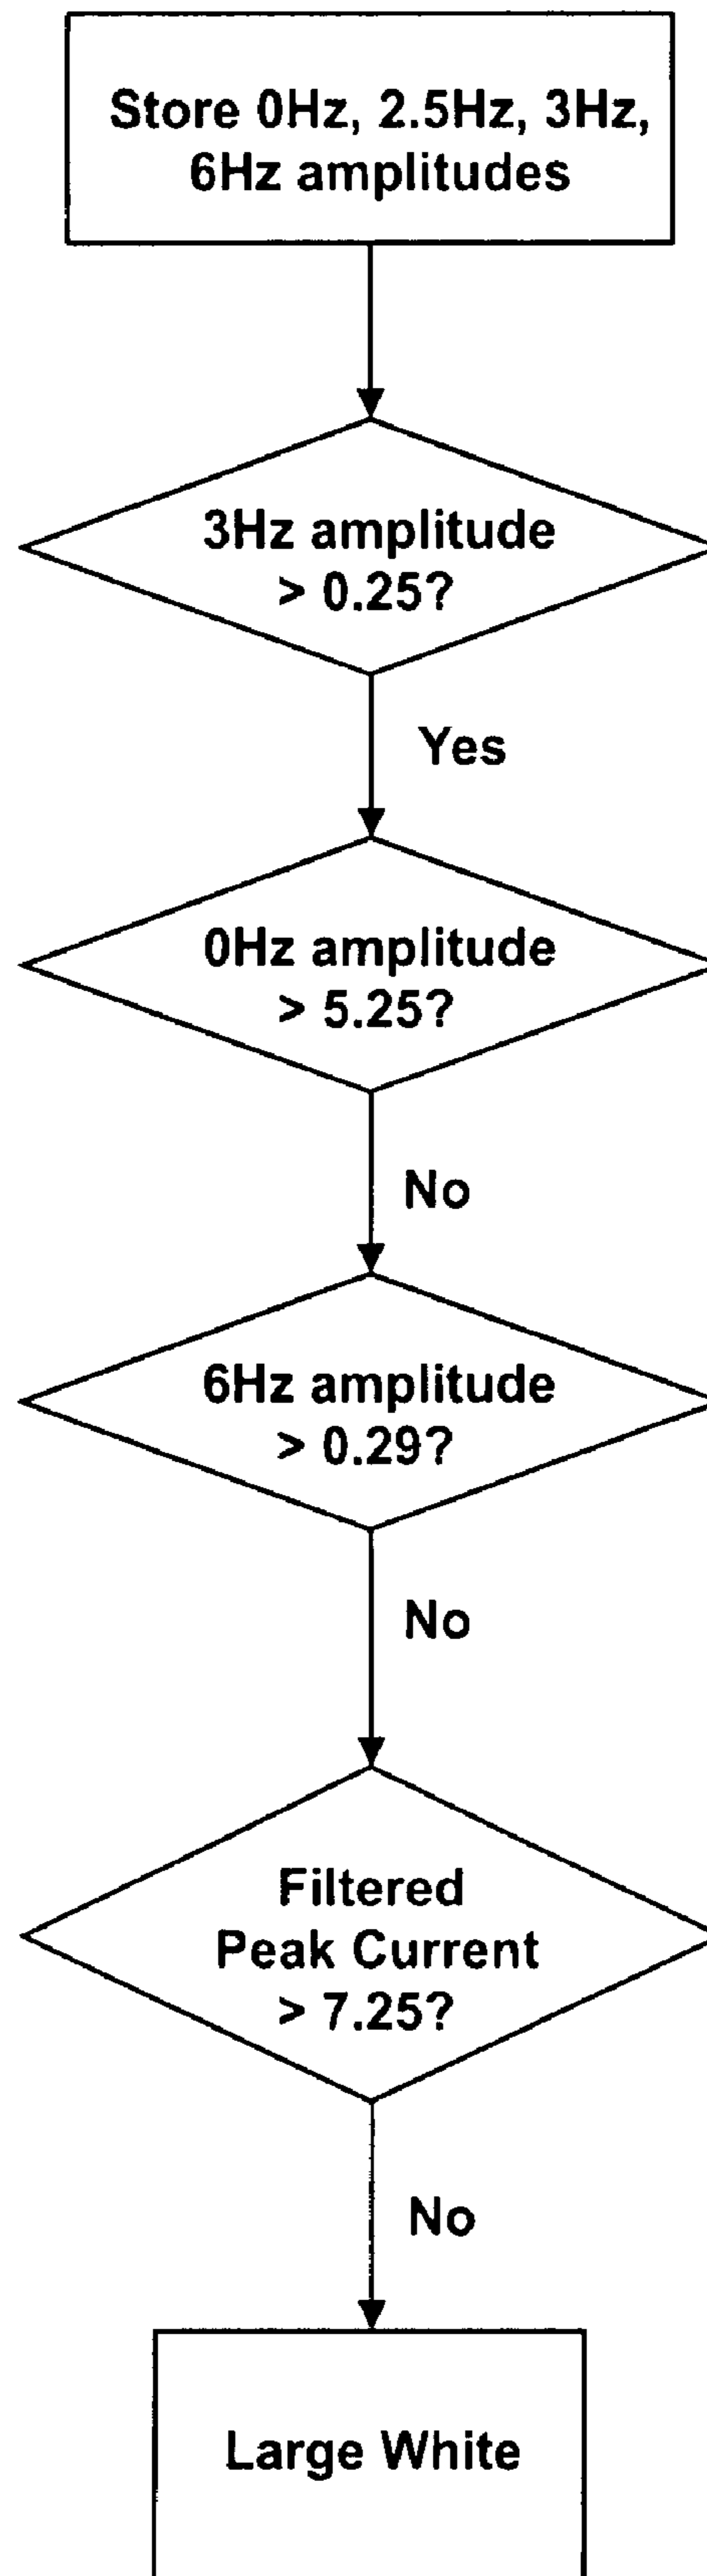 Store 0Hz, 2.5Hz, 3Hz,
6Hz amplitudes
3Hz amplitude
> 0.25?
Yes
0Hz amplitude
> 5.25?
No
6Hz amplitude
> 0.29?
No
Filtered
Peak Current
> 7.25?
No
Large White